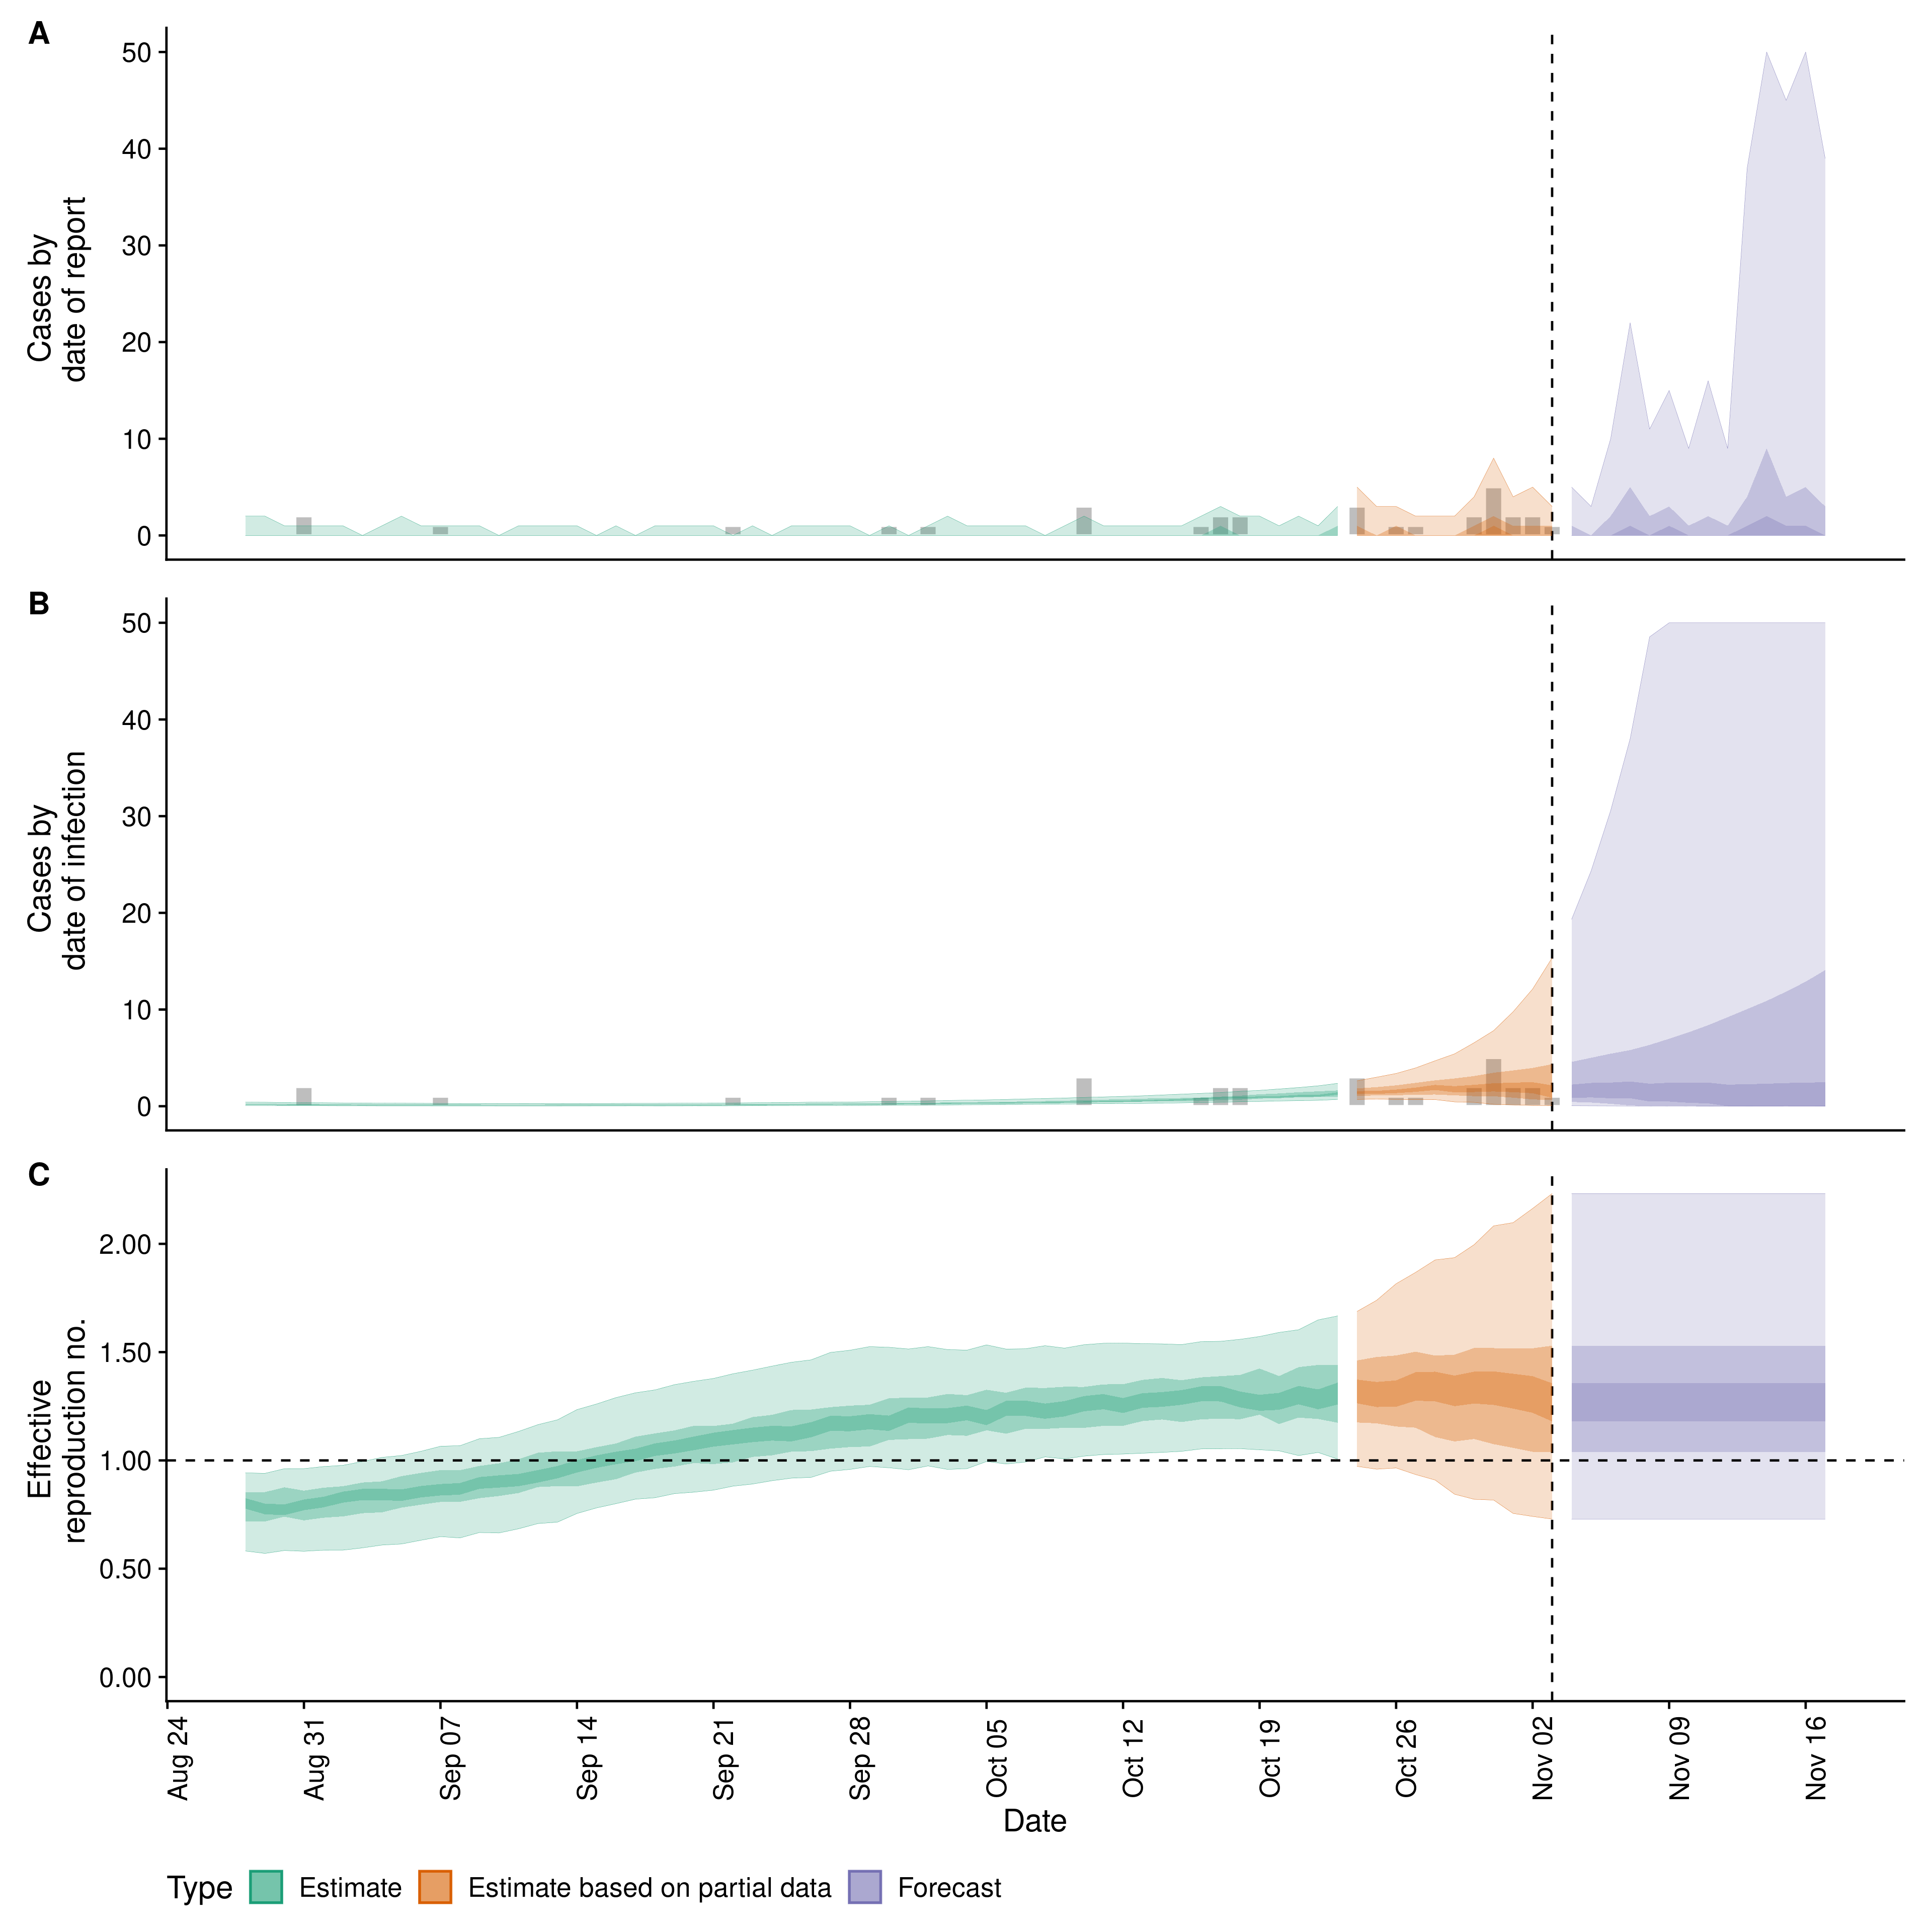 A
50
40
30
20
10
0
Cases by
date of report
B
50
40
30
20
10
0
Cases by
date of infection
C
2.00
1.50
1.00
0.50
0.00
Effective
reproduction no.
Aug 24
Aug 31
Sep 07
Sep 14
Sep 21
Sep 28
Oct 05
Oct 12
Oct 19
Oct 26
Nov 02
Nov 09
Nov 16
Date
Type Estimate Estimate based on partial data Forecast